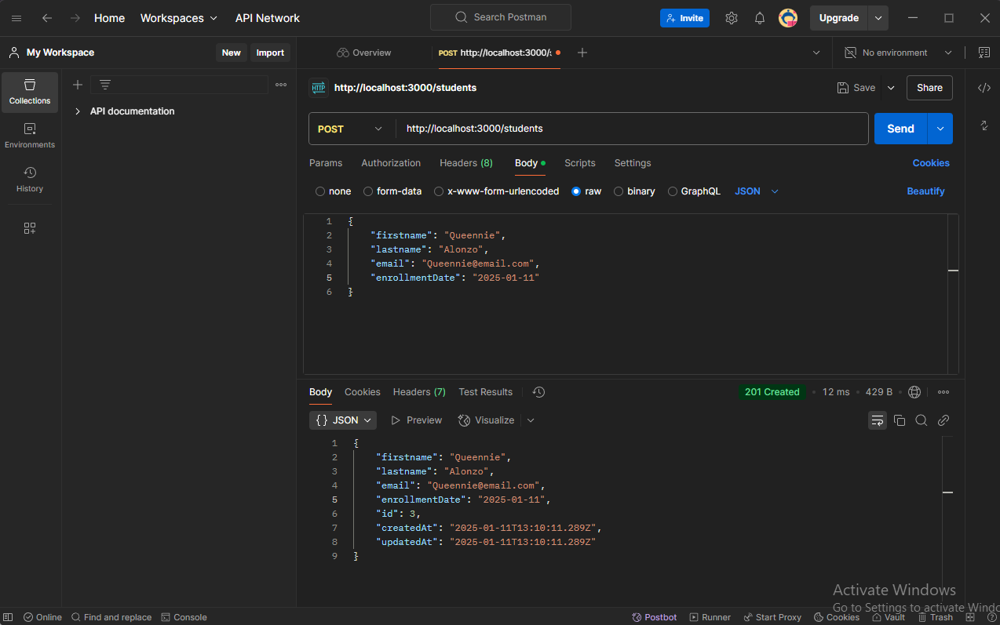 Home Workspaces API Network Search Postman Invite Upgrade
My Workspace New Import Overview POST http://localhost:3000/s No environment
Collections
API documentation
Environments
History
HTTP http://localhost:3000/students Save Share
POST http://localhost:3000/students Send
Params Authorization Headers (8) Body Scripts Settings Cookies
none form-data x-www-form-urlencoded raw binary GraphQL JSON Beautify
1 {
2 "firstname": "Queennie",
3 "lastname": "Alonzo",
4 "email": "Queennie@email.com",
5 "enrollmentDate": "2025-01-11"
6 }
Body Cookies Headers (7) Test Results 201 Created • 12 ms • 429 B •
{} JSON Preview Visualize
1 {
2 "firstname": "Queennie",
3 "lastname": "Alonzo",
4 "email": "Queennie@email.com",
5 "enrollmentDate": "2025-01-11",
6 "id": 3,
7 "createdAt": "2025-01-11T13:10:11.289Z",
8 "updatedAt": "2025-01-11T13:10:11.289Z"
9 }
Activate Windows
Go to Settings to activate Windo
Online Find and replace Console Postbot Runner Start Proxy Cookies Vault Trash